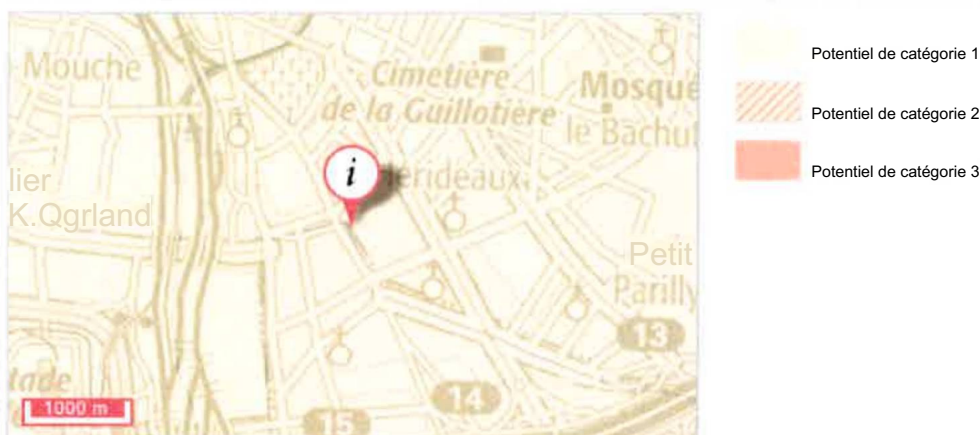 Mouche
Cimetière
de la Guillotière
Mosqué
le Bachut
i
érideaux
lier
K.Qgrland
Petit
Parilly
13
14
15
tade
1000 m
Potentiel de catégorie 1
Potentiel de catégorie 2
Potentiel de catégorie 3